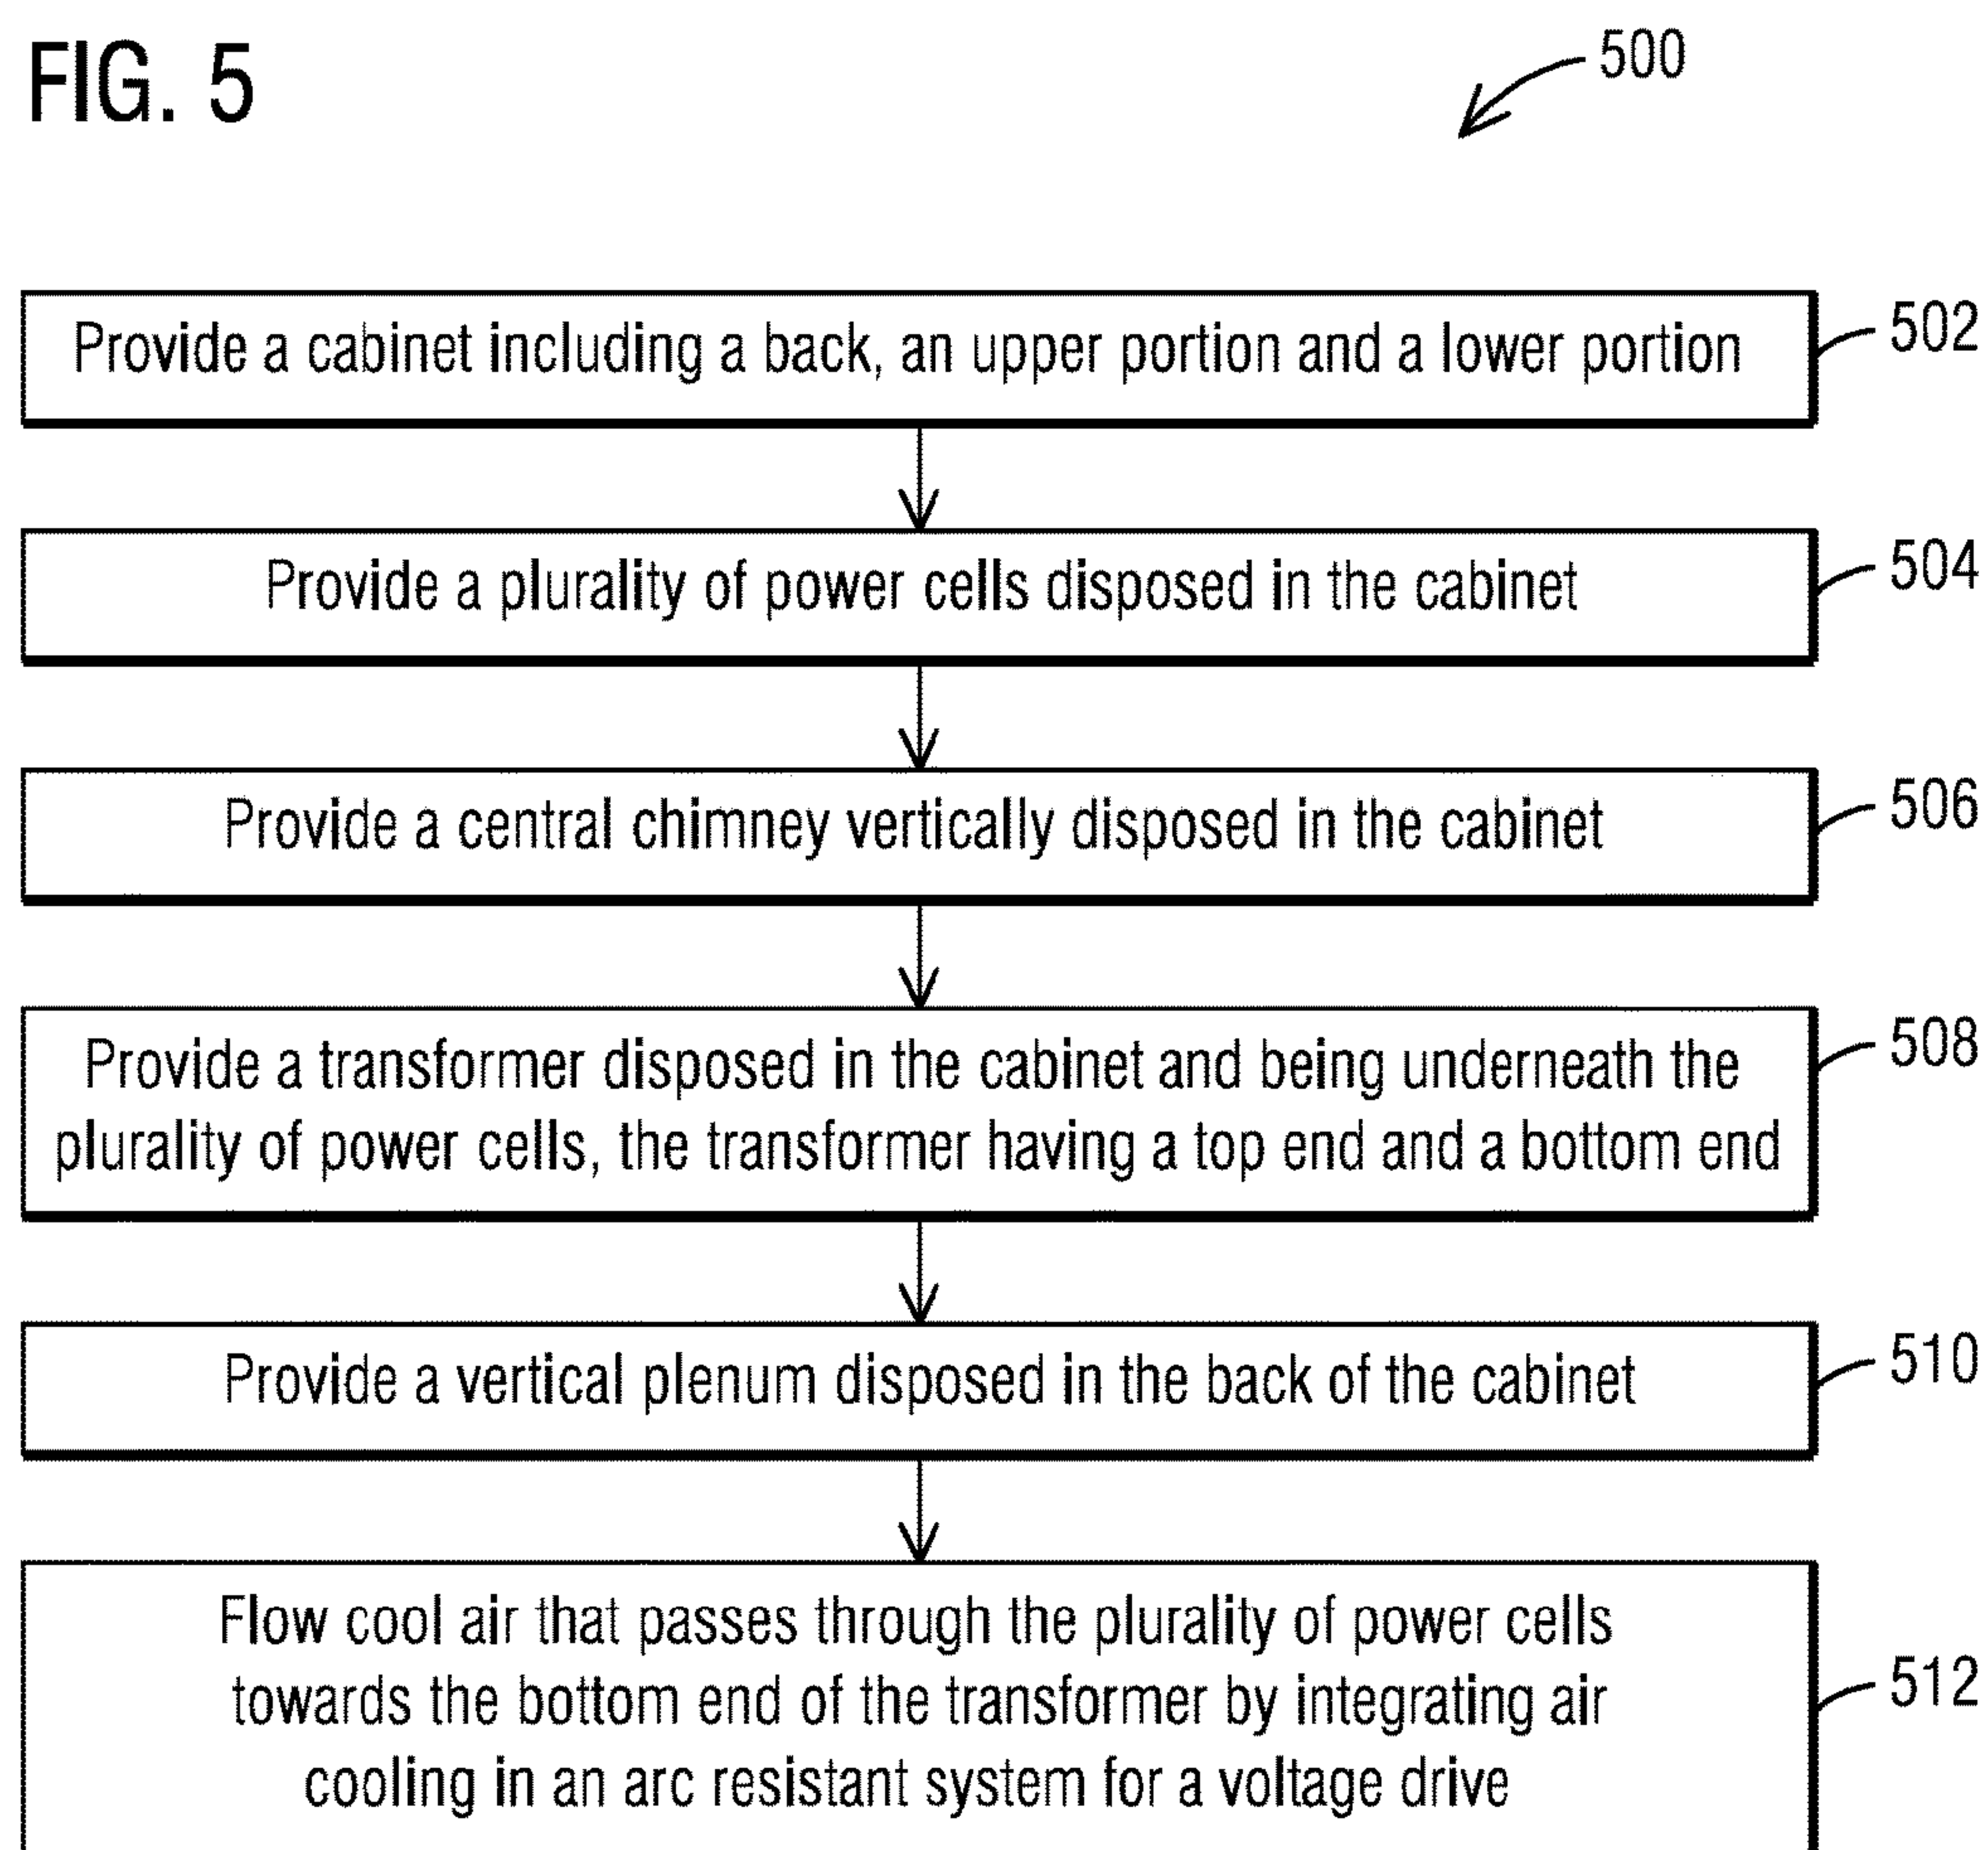 FIG. 5
500
Provide a cabinet including a back, an upper portion and a lower portion
502
Provide a plurality of power cells disposed in the cabinet
504
Provide a central chimney vertically disposed in the cabinet
506
Provide a transformer disposed in the cabinet and being underneath the
plurality of power cells, the transformer having a top end and a bottom end
508
Provide a vertical plenum disposed in the back of the cabinet
510
Flow cool air that passes through the plurality of power cells
towards the bottom end of the transformer by integrating air
cooling in an arc resistant system for a voltage drive
512